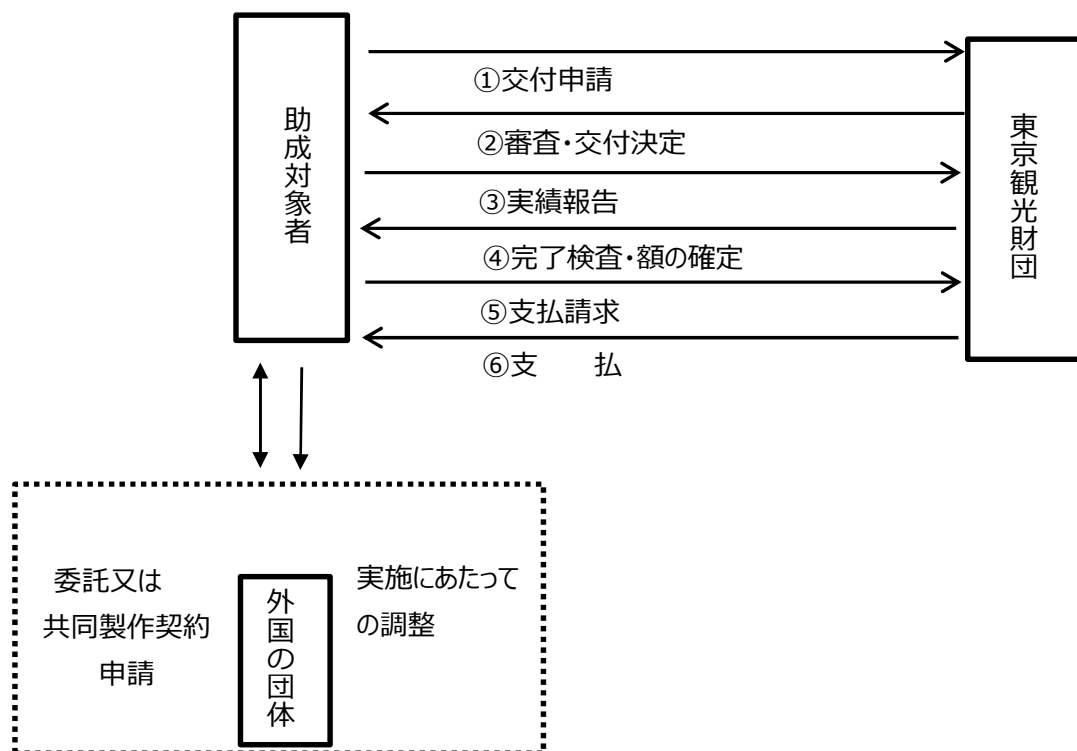 助成対象者
①交付申請
②審査・交付決定
③実績報告
④完了検査・額の確定
⑤支払請求
⑥支　　払
東京観光財団
委託又は
共同製作契約
申請
外国の団体
実施にあたって
の調整